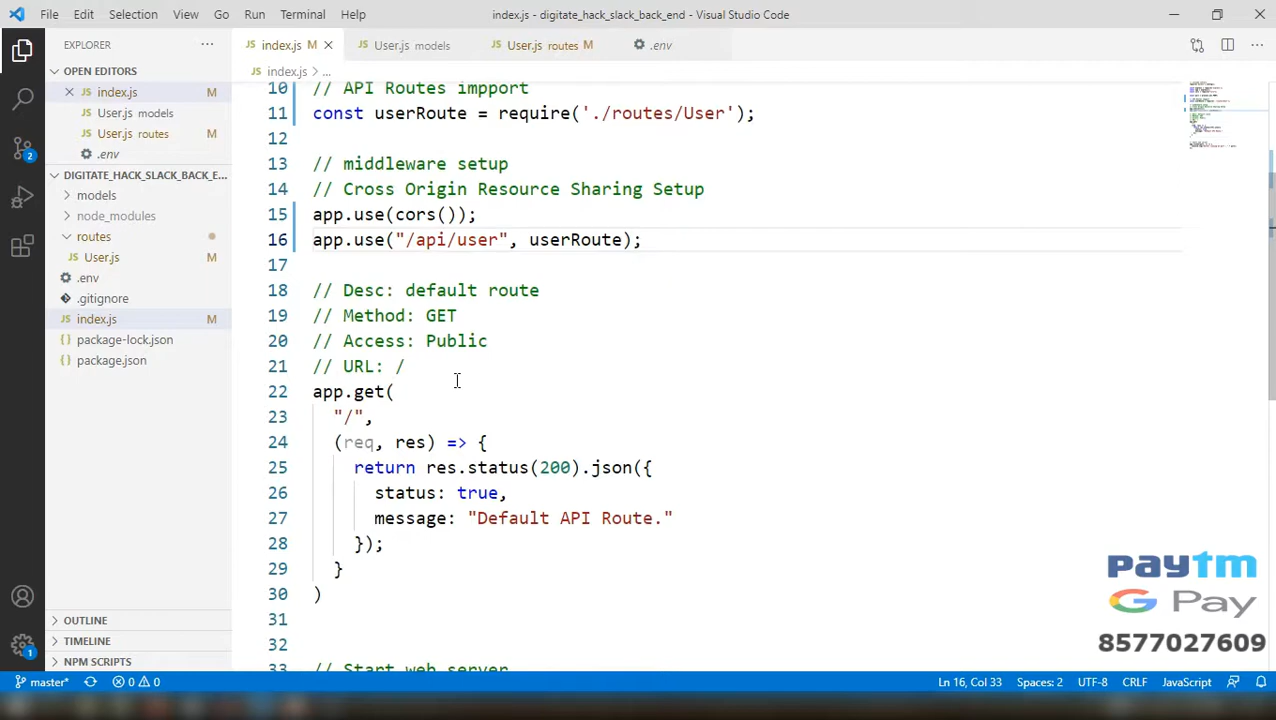 File Edit Selection View Go Run Terminal Help
index.js - digitate_hack_slack_back_end - Visual Studio Code
EXPLORER
index.js M
User.js models
User.js routes M
.env
index.js > ...
OPEN EDITORS
index.js M
User.js models
User.js routes M
.env
DIGITATE_HACK_SLACK_BACK_E...
models
node_modules
routes
User.js M
.env
.gitignore
index.js M
package-lock.json
package.json
OUTLINE
TIMELINE
NPM SCRIPTS
2
1
10 // API Routes impport
11 const userRoute = require('./routes/User');
12
13 // middleware setup
14 // Cross Origin Resource Sharing Setup
15 app.use(cors());
16 app.use("/api/user", userRoute);
17
18 // Desc: default route
19 // Method: GET
20 // Access: Public
21 // URL: /
22 app.get(
23 "/",
24 (req, res) => {
25 return res.status(200).json({
26 status: true,
27 message: "Default API Route."
28 });
29 }
30 )
31
32
33 // Start web server
paytm
G Pay
8577027609
master* 0 0 Ln 16, Col 33 Spaces: 2 UTF-8 CRLF JavaScript